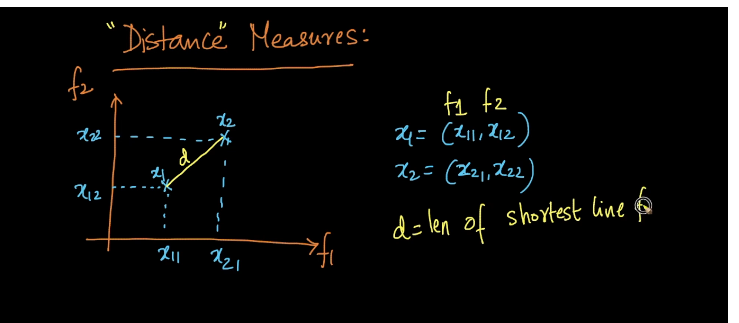 "Distance" Measures:
f2
x22
x2
d
x1
x12
x11
x21
f1
f1 f2
x1 = (x11, x12)
x2 = (x21, x22)
d = len of shortest line f